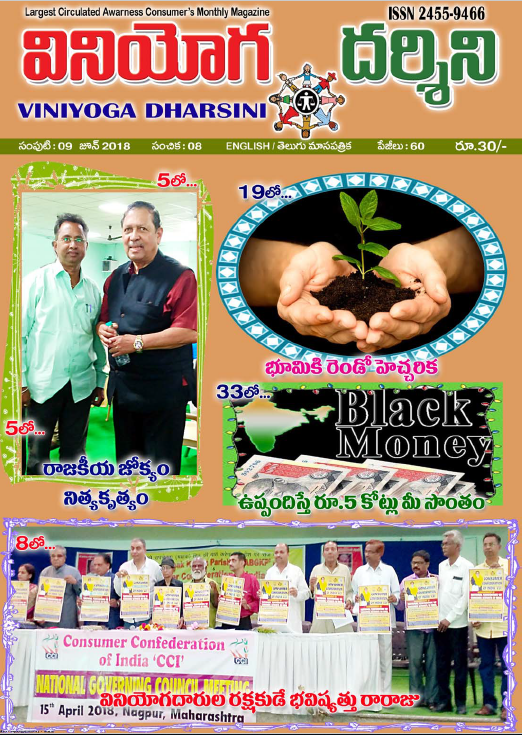 Largest Circulated Awarness Consumer's Monthly Magazine
ISSN 2455-9466
వినియోగ దర్శిని
VINIYOGA DHARSINI
సంపుటి : 09 జూన్ 2018 సంచిక : 08 ENGLISH / తెలుగు మాసపత్రిక పేజీలు : 60 రూ.30/-
5లో...
5లో...
రాజకీయ జోక్యం
నిత్యకృత్యం
19లో...
భూమికి రెండో హెచ్చరిక
33లో...
Black
Money
ఉప్పందిస్తే రూ.5 కోట్లు మీ సొంతం
8లో...
Consumer Confederation
of India 'CCI'
CCI
CCI
NATIONAL GOVERNING COUNCIL MEETING
15th April 2018, Nagpur, Maharashtra
వినియోగదారుల రక్షకుడే భవిష్యత్తు రారాజు